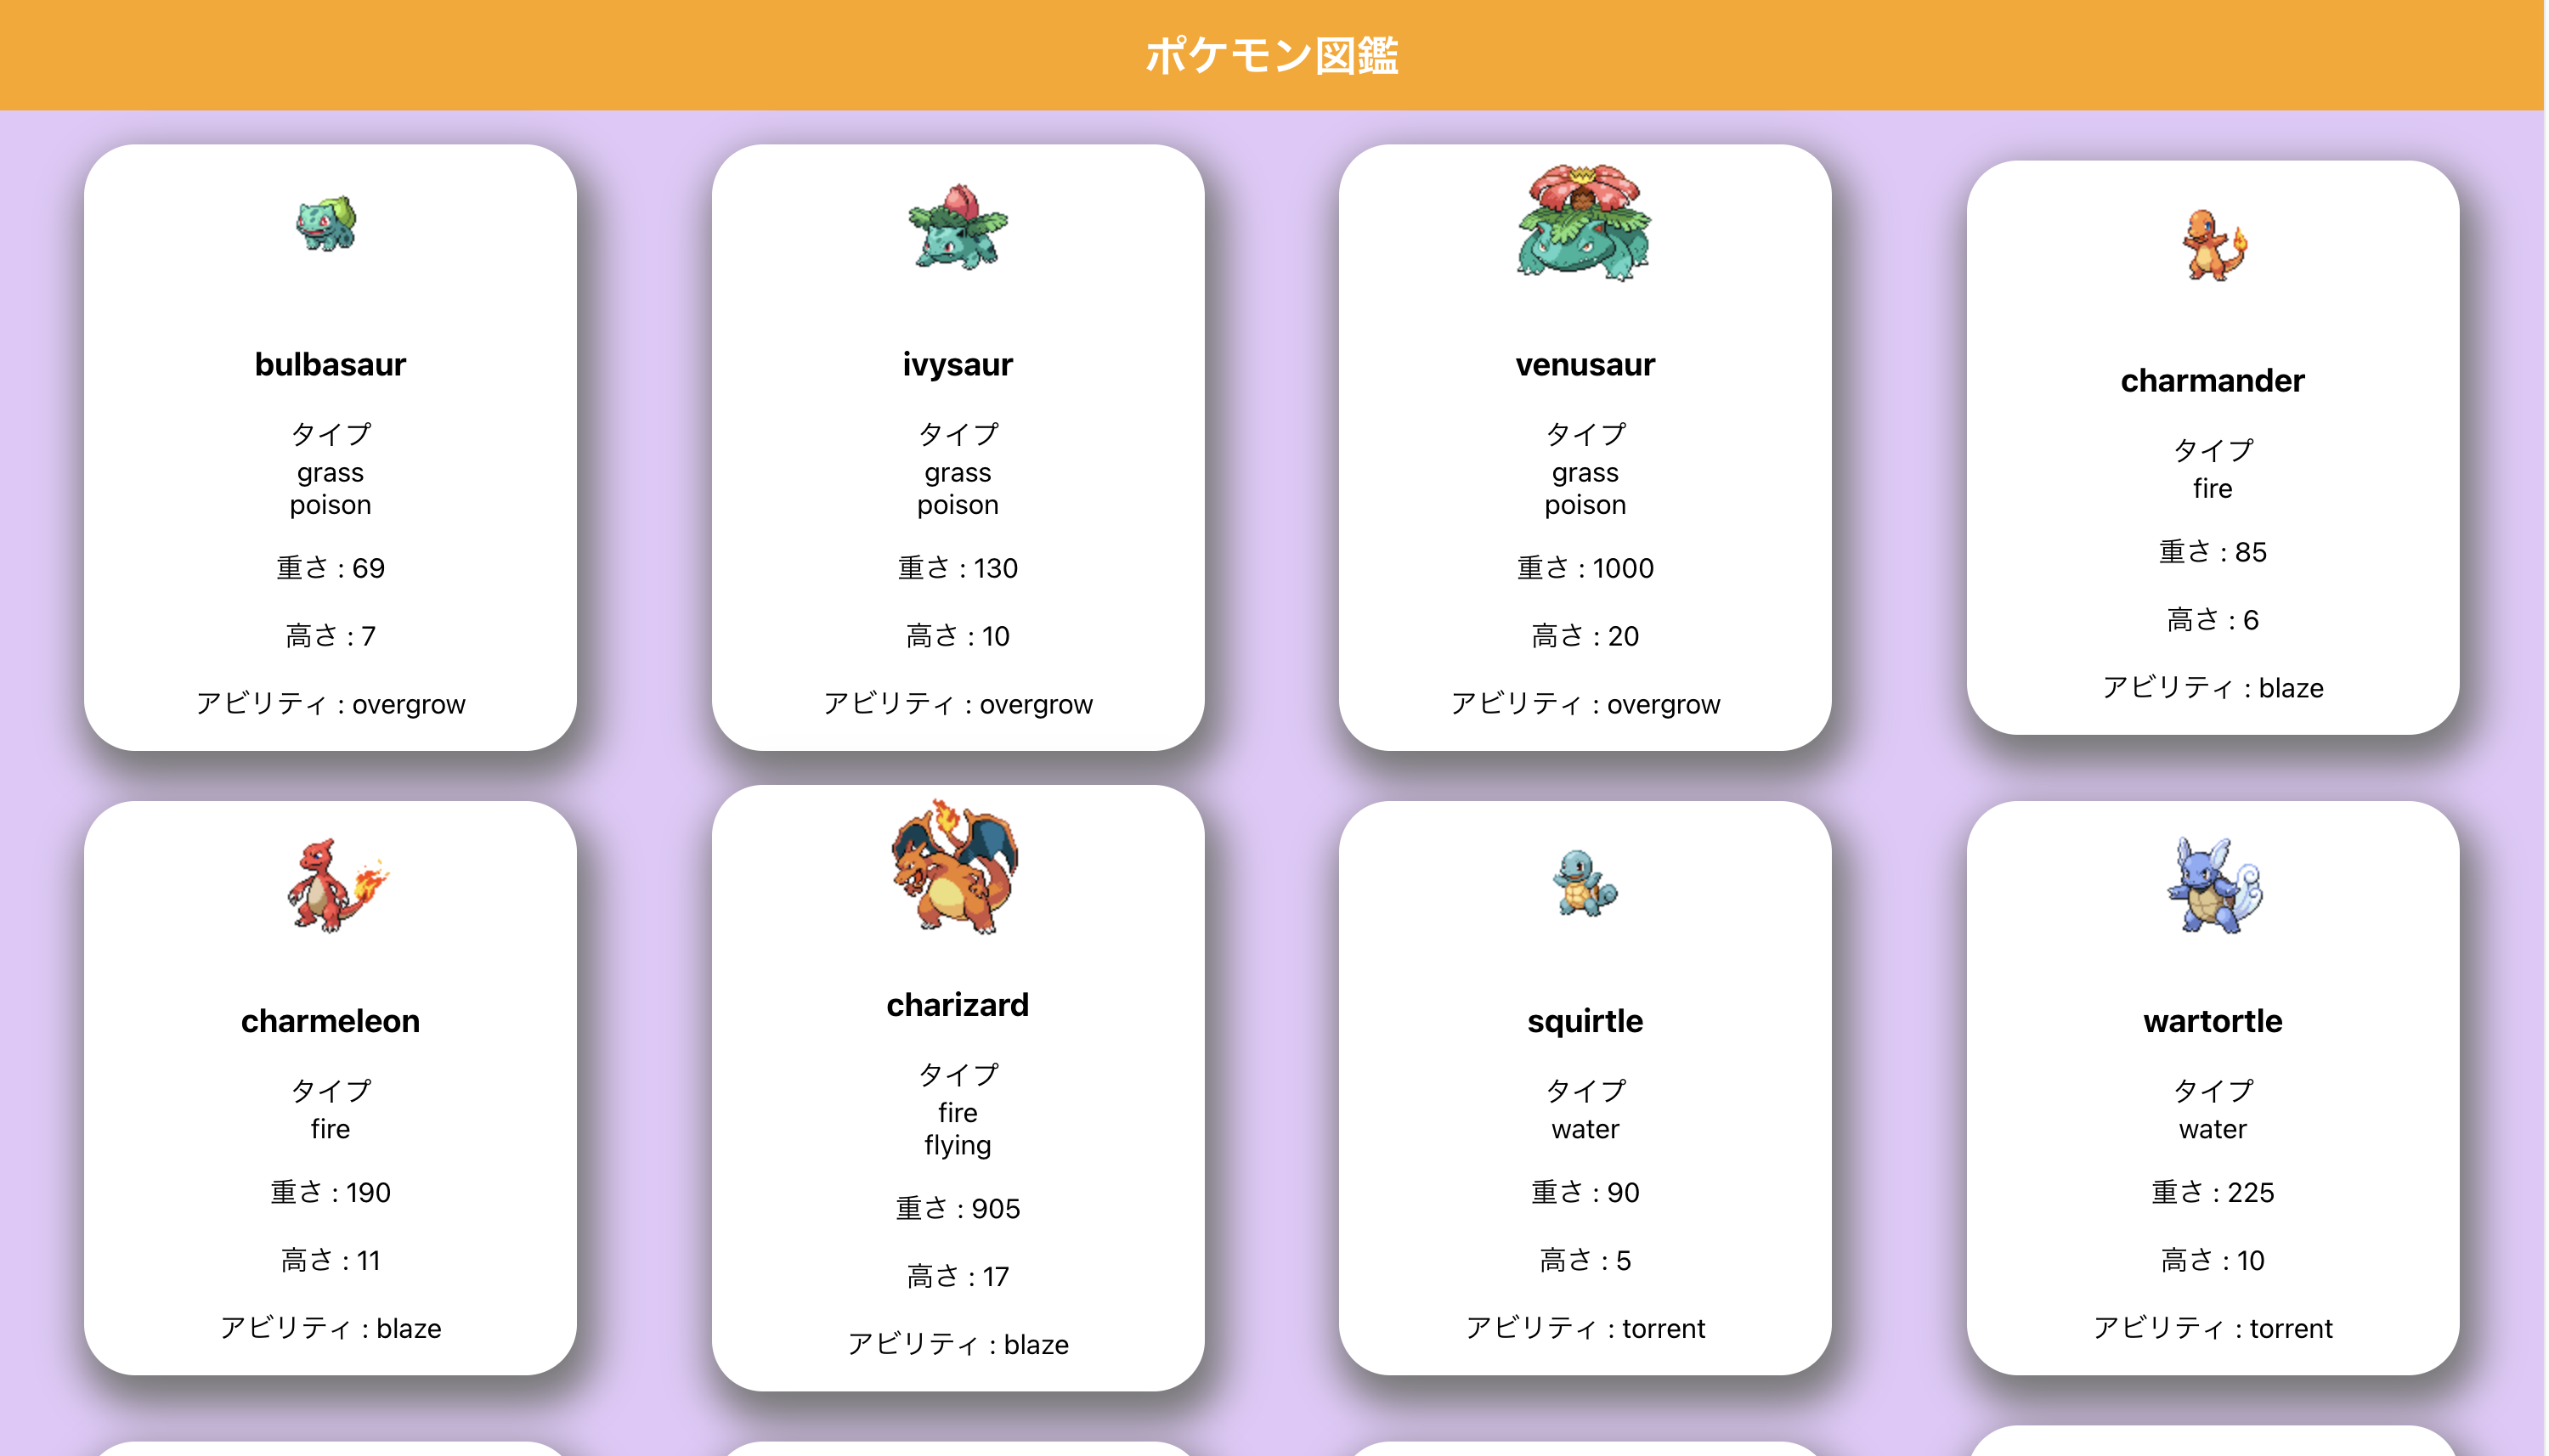 ポケモン図鑑
bulbasaur
タイプ
grass
poison
重さ : 69
高さ : 7
アビリティ : overgrow
ivysaur
タイプ
grass
poison
重さ : 130
高さ : 10
アビリティ : overgrow
venusaur
タイプ
grass
poison
重さ : 1000
高さ : 20
アビリティ : overgrow
charmander
タイプ
fire
重さ : 85
高さ : 6
アビリティ : blaze
charmeleon
タイプ
fire
重さ : 190
高さ : 11
アビリティ : blaze
charizard
タイプ
fire
flying
重さ : 905
高さ : 17
アビリティ : blaze
squirtle
タイプ
water
重さ : 90
高さ : 5
アビリティ : torrent
wartortle
タイプ
water
重さ : 225
高さ : 10
アビリティ : torrent